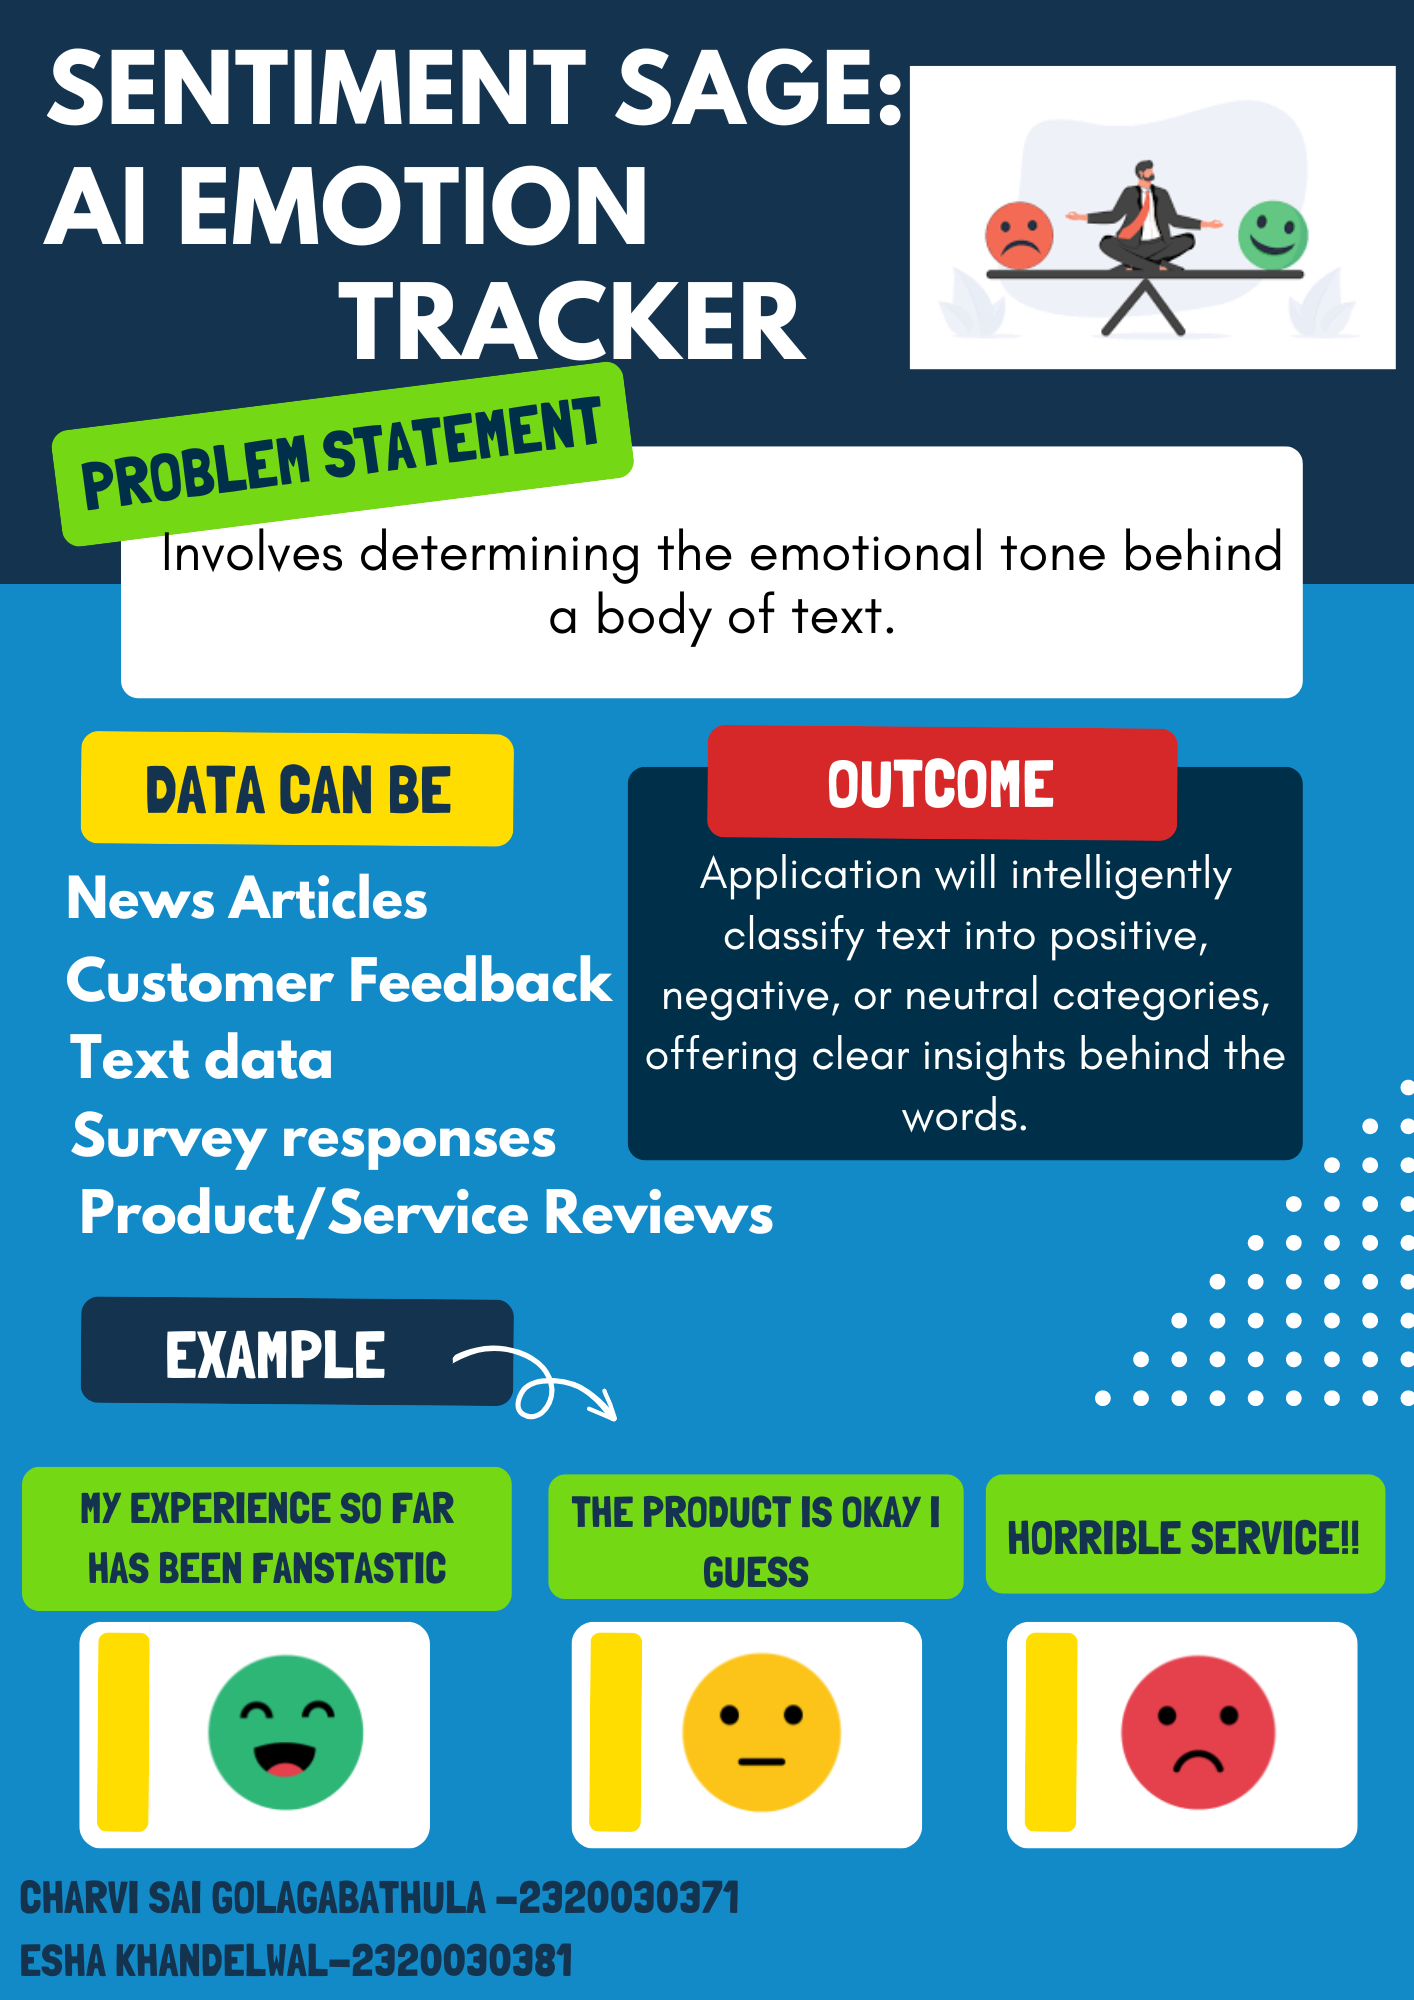 SENTIMENT SAGE:
AI EMOTION
TRACKER
PROBLEM STATEMENT
Involves determining the emotional tone behind
a body of text.
DATA CAN BE
News Articles
Customer Feedback
Text data
Survey responses
Product/Service Reviews
OUTCOME
Application will intelligently
classify text into positive,
negative, or neutral categories,
offering clear insights behind the
words.
EXAMPLE
MY EXPERIENCE SO FAR
HAS BEEN FANSTASTIC
THE PRODUCT IS OKAY I
GUESS
HORRIBLE SERVICE!!
CHARVI SAI GOLAGABATHULA -2320030371
ESHA KHANDELWAL-2320030381